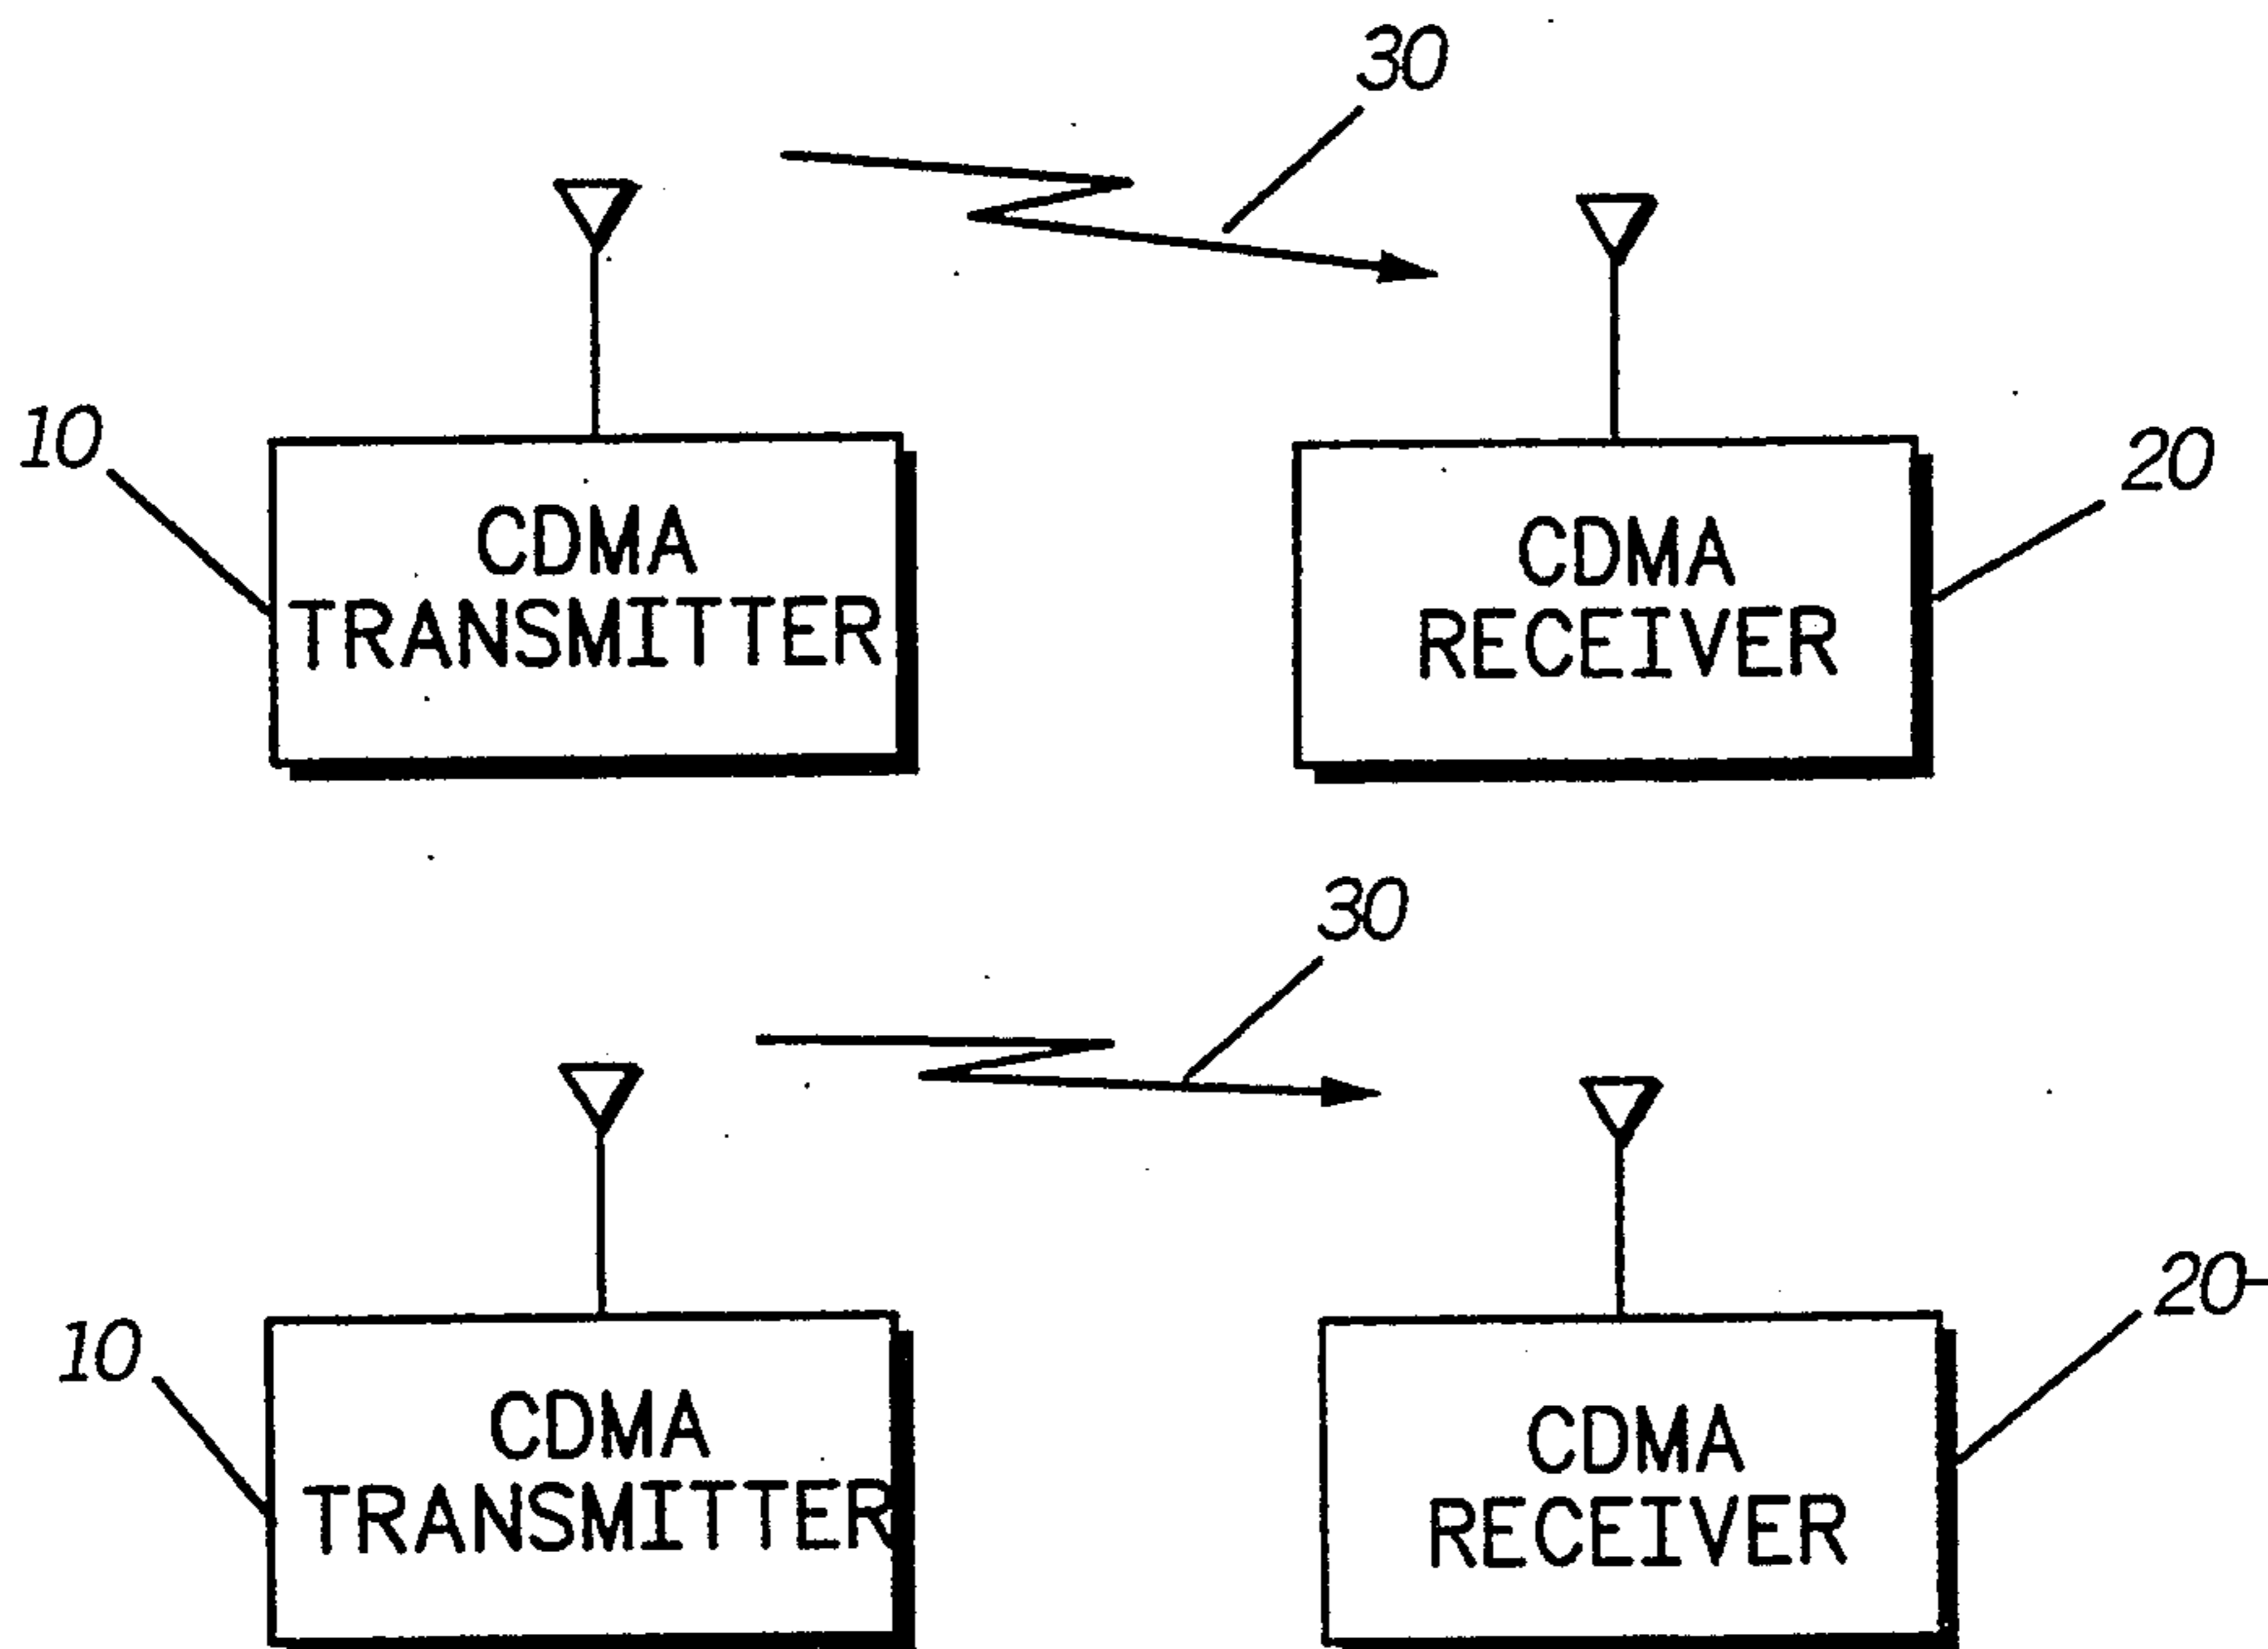 30
10
CDMA
TRANSMITTER
CDMA
RECEIVER
20
30
10
CDMA
TRANSMITTER
CDMA
RECEIVER
20